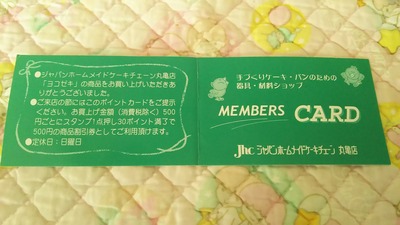 ●ジャパンホームメイドケーキチェーン丸亀店
「ヨコゼキ」の商品をお買い上げいただきあ
りがとうございました。
●ご来店の節にはこのポイントカードをご提示
ください。お買上げ金額(消費税除く)500
円ごとにスタンプ1点押し30ポイント満了で
500円の商品割引券としてご利用頂けます。
●定休日:日曜日
手づくりケーキ・パンのための
器具・材料ショップ
MEMBERS CARD
Jhc ジャパンホームメイドケーキチェーン 丸亀店